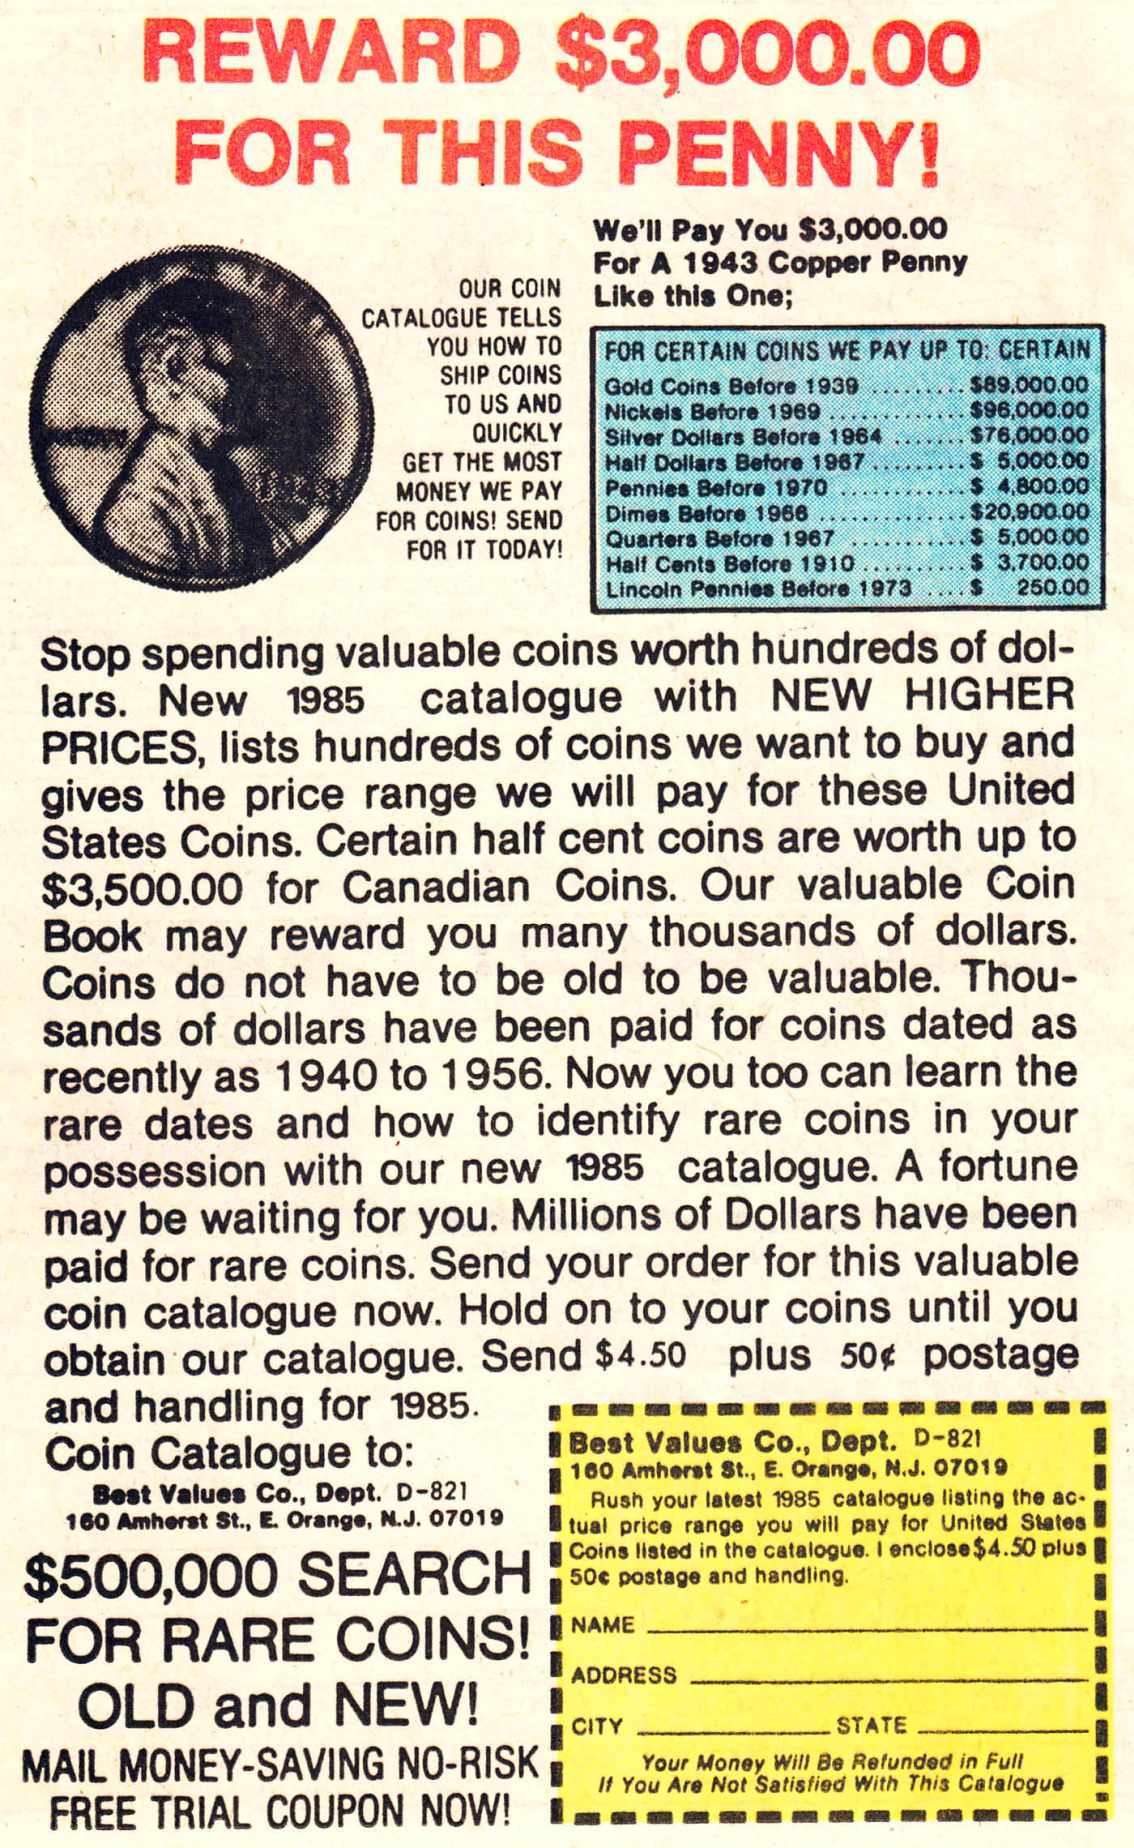 REWARD $3,000.00
FOR THIS PENNY!
We'll Pay You $3,000.00
For A 1943 Copper Penny
Like this One;
OUR COIN
CATALOGUE TELLS
YOU HOW TO
SHIP COINS
TO US AND
QUICKLY
GET THE MOST
MONEY WE PAY
FOR COINS! SEND
FOR IT TODAY!
FOR CERTAIN COINS WE PAY UP TO: CERTAIN
Gold Coins Before 1939 ......... $89,000.00
Nickels Before 1969 ............. $96,000.00
Silver Dollars Before 1964 ....... $76,000.00
Half Dollars Before 1967 ......... $ 5,000.00
Pennies Before 1970 ............ $ 4,800.00
Dimes Before 1966 .............. $20,900.00
Quarters Before 1967 ........... $ 5,000.00
Half Cents Before 1910 .......... $ 3,700.00
Lincoln Pennies Before 1973 .... $ 250.00
Stop spending valuable coins worth hundreds of dol-
lars. New 1985 catalogue with NEW HIGHER
PRICES, lists hundreds of coins we want to buy and
gives the price range we will pay for these United
States Coins. Certain half cent coins are worth up to
$3,500.00 for Canadian Coins. Our valuable Coin
Book may reward you many thousands of dollars.
Coins do not have to be old to be valuable. Thou-
sands of dollars have been paid for coins dated as
recently as 1940 to 1956. Now you too can learn the
rare dates and how to identify rare coins in your
possession with our new 1985 catalogue. A fortune
may be waiting for you. Millions of Dollars have been
paid for rare coins. Send your order for this valuable
coin catalogue now. Hold on to your coins until you
obtain our catalogue. Send $4.50 plus 50¢ postage
and handling for 1985.
Coin Catalogue to:
Best Values Co., Dept. D-821
160 Amherst St., E. Orange, N.J. 07019
$500,000 SEARCH
FOR RARE COINS!
OLD and NEW!
MAIL MONEY-SAVING NO-RISK
FREE TRIAL COUPON NOW!
Best Values Co., Dept. D-821
160 Amherst St., E. Orange, N.J. 07019
Rush your latest 1985 catalogue listing the ac-
tual price range you will pay for United States
Coins listed in the catalogue. I enclose $4.50 plus
50¢ postage and handling.
NAME
ADDRESS
CITY STATE
Your Money Will Be Refunded in Full
If You Are Not Satisfied With This Catalogue